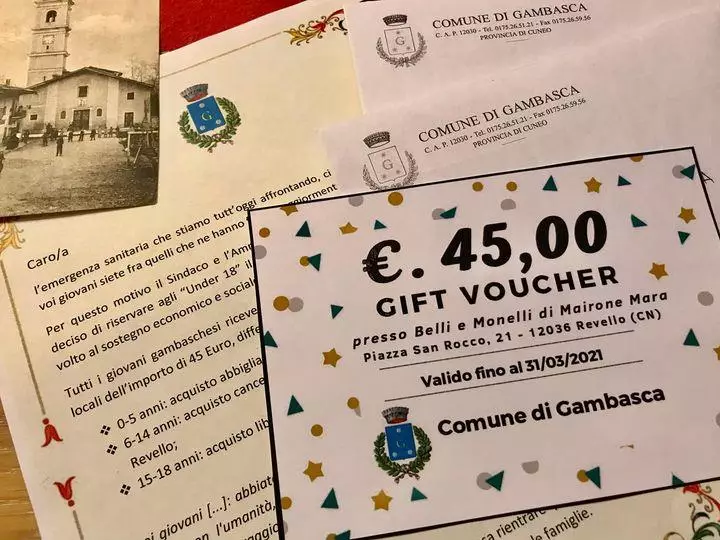 COMUNE DI GAMBASCA
C. A. P. 12030 - Tel. 0175.26.51.21 - Fax 0175.26.59.56
PROVINCIA DI CUNEO
COMUNE DI GAMBASCA
C. A. P. 12030 - Tel. 0175.26.51.21 - Fax 0175.26.59.56
PROVINCIA DI CUNEO
G
G
G
Caro/a
l'emergenza sanitaria che stiamo tutt'oggi affrontando, ci
voi giovani siete fra quelli che ne hanno
Per questo motivo il Sindaco e l'Am
deciso di riservare agli "Under 18" il
volto al sostegno economico e sociale
Tutti i giovani gambaschesi riceve
locali dell'importo di 45 Euro, diffe
0-5 anni: acquisto abbiglia
6-14 anni: acquisto cance
Revello;
15-18 anni: acquisto lib
giovani [...]: abbiate
n l'umanità,
sa rientrare
e famiglie.
€. 45,00
GIFT VOUCHER
presso Belli e Monelli di Mairone Mara
Piazza San Rocco, 21 - 12036 Revello (CN)
Valido fino al 31/03/2021
G
Comune di Gambasca